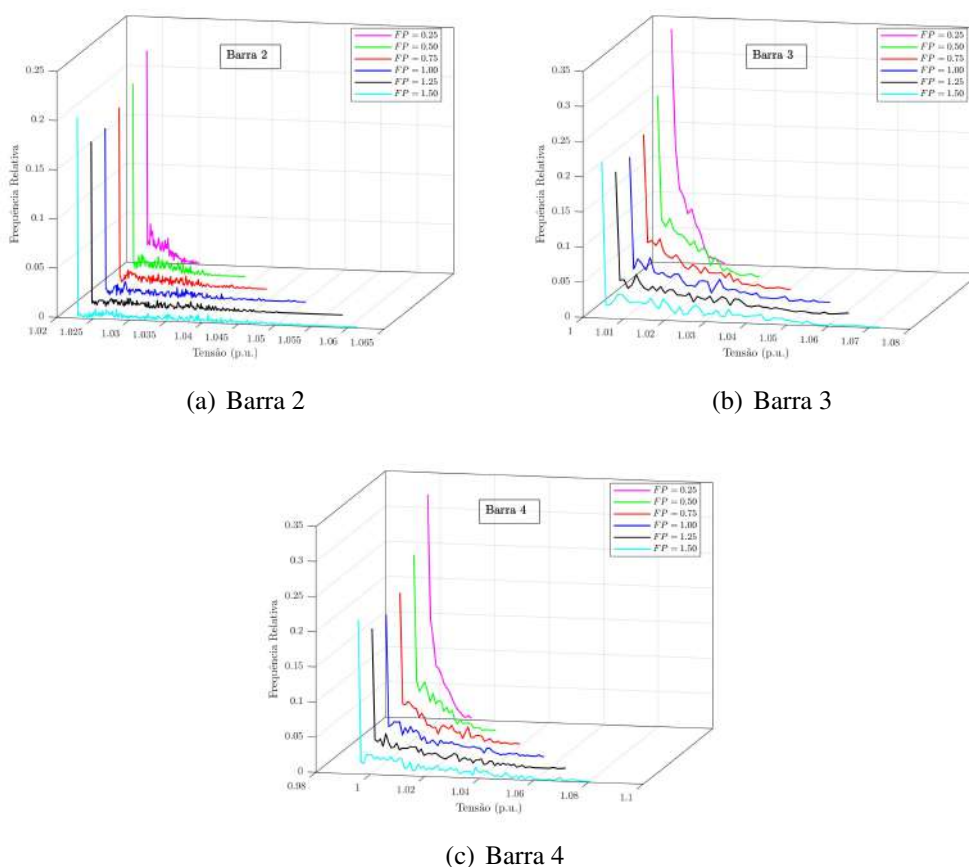 Barra 2
FP = 0.25
FP = 0.50
FP = 0.75
FP = 1.00
FP = 1.25
FP = 1.50
0.25
0.2
0.15
0.1
0.05
0
Frequência Relativa
1.02
1.025
1.03
1.035
1.04
1.045
1.05
1.055
1.06
1.065
Tensão (p.u.)
(a) Barra 2
Barra 3
FP = 0.25
FP = 0.50
FP = 0.75
FP = 1.00
FP = 1.25
FP = 1.50
0.35
0.3
0.25
0.2
0.15
0.1
0.05
0
Frequência Relativa
1
1.01
1.02
1.03
1.04
1.05
1.06
1.07
1.08
Tensão (p.u.)
(b) Barra 3
Barra 4
FP = 0.25
FP = 0.50
FP = 0.75
FP = 1.00
FP = 1.25
FP = 1.50
0.35
0.3
0.25
0.2
0.15
0.1
0.05
0
Frequência Relativa
0.98
1
1.02
1.04
1.06
1.08
1.1
Tensão (p.u.)
(c) Barra 4